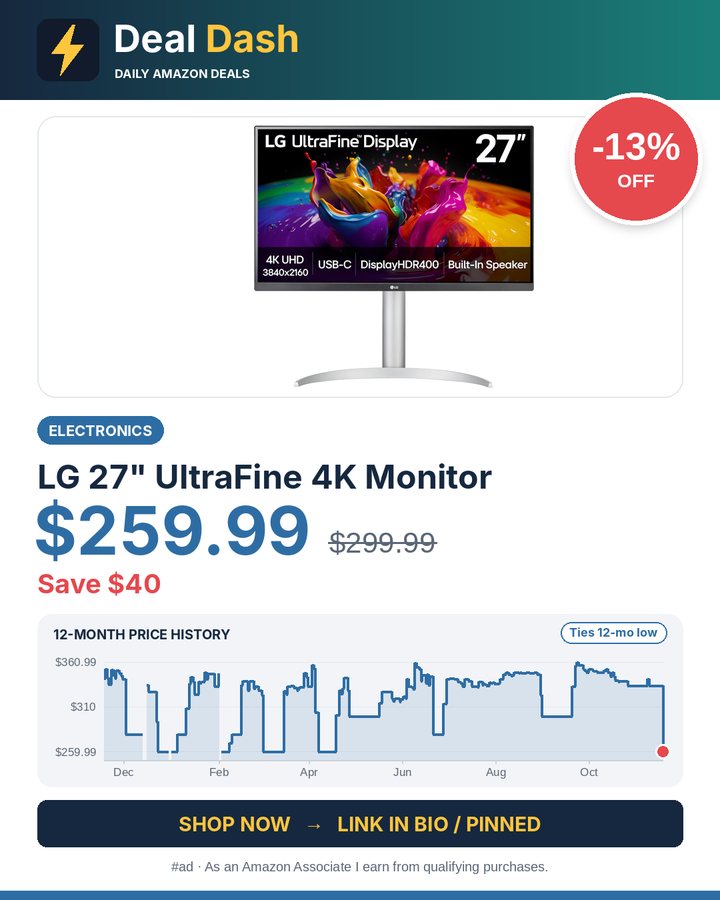 Deal Dash
DAILY AMAZON DEALS
-13%
OFF
LG UltraFine™ Display 27"
4K UHD
3840x2160
USB-C
DisplayHDR400
Built-In Speaker
LG
ELECTRONICS
LG 27" UltraFine 4K Monitor
$259.99 $299.99
Save $40
12-MONTH PRICE HISTORY
Ties 12-mo low
$360.99
$310
$259.99
Dec Feb Apr Jun Aug Oct
SHOP NOW → LINK IN BIO / PINNED
#ad · As an Amazon Associate I earn from qualifying purchases.